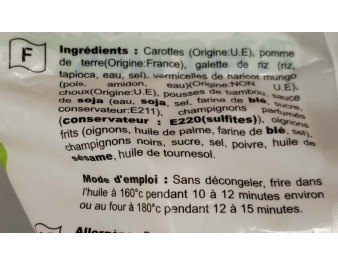 F
Ingrédients : Carottes (Origine:U.E), pomme
de terre(Origine:France), galette de riz (riz,
tapioca, eau, sel), vermicelles de haricot mungo
(pois, amidon, eau)(Origine:NON U.E),
choux(Origine:U.E), pousses de bambou, sauce
de soja (eau, soja, sel, farine de blé, sucre,
conservateur:E211), champignons parfumés
(conservateur : E220(sulfites)), oignons
frits (oignons, huile de palme, farine de blé, sel),
champignons noirs, sucre, sel, poivre, huile de
sésame, huile de tournesol.
Mode d'emploi : Sans décongeler, frire dans
l'huile à 160°c pendant 10 à 12 minutes environ
ou au four à 180°c pendant 12 à 15 minutes.